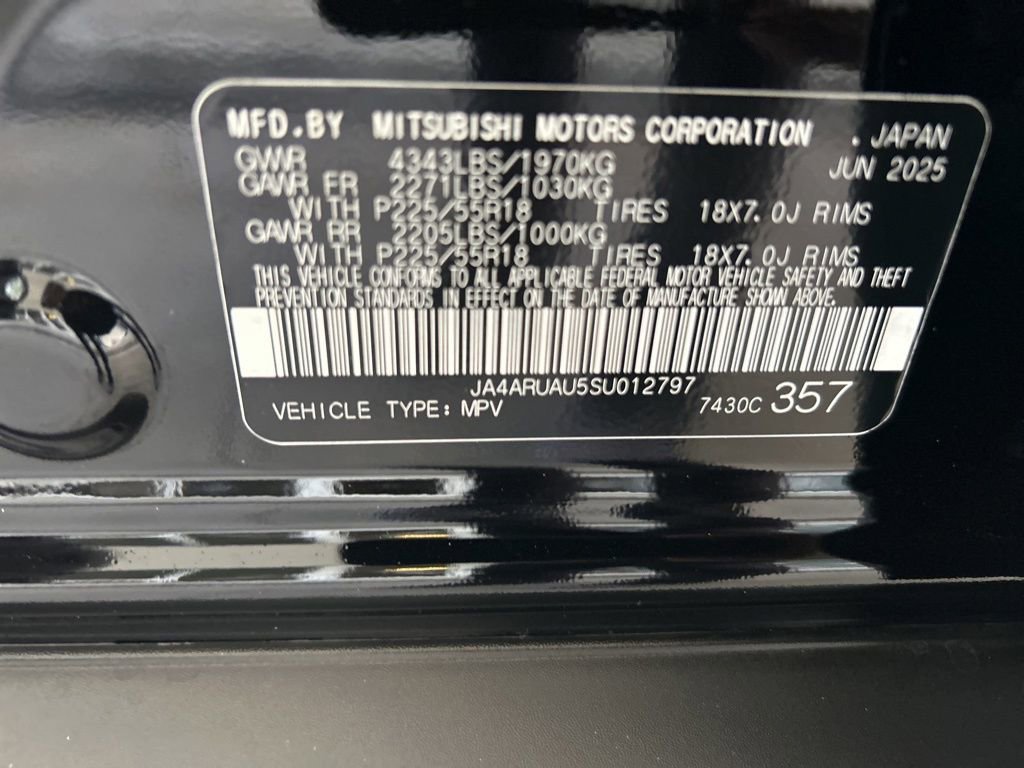 MFD.BY MITSUBISHI MOTORS CORPORATION . JAPAN
GVWR 4343LBS/1970KG JUN 2025
GAWR FR 2271LBS/1030KG
WITH P225/55R18 TIRES 18X7.0J RIMS
GAWR RR 2205LBS/1000KG
WITH P225/55R18 TIRES 18X7.0J RIMS
THIS VEHICLE CONFORMS TO ALL APPLICABLE FEDERAL MOTOR VEHICLE SAFETY AND THEFT
PREVENTION STANDARDS IN EFFECT ON THE DATE OF MANUFACTURE SHOWN ABOVE.
JA4ARUAU5SU012797
VEHICLE TYPE: MPV 7430C 357